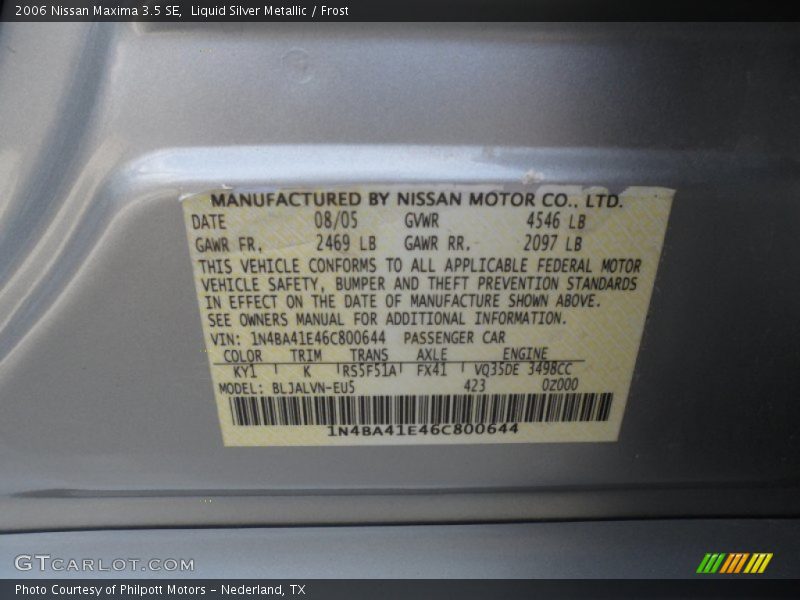 2006 Nissan Maxima 3.5 SE, Liquid Silver Metallic / Frost
MANUFACTURED BY NISSAN MOTOR CO., LTD.
DATE 08/05 GVWR 4546 LB
GAWR FR. 2469 LB GAWR RR. 2097 LB
THIS VEHICLE CONFORMS TO ALL APPLICABLE FEDERAL MOTOR
VEHICLE SAFETY, BUMPER AND THEFT PREVENTION STANDARDS
IN EFFECT ON THE DATE OF MANUFACTURE SHOWN ABOVE.
SEE OWNERS MANUAL FOR ADDITIONAL INFORMATION.
VIN: 1N4BA41E46C800644 PASSENGER CAR
COLOR TRIM TRANS AXLE ENGINE
KY1 K RS5F51A FX41 VQ35DE 3498CC
MODEL: BLJALVN-EU5 423 0Z000
1N4BA41E46C800644
GTCARLOT.COM
Photo Courtesy of Philpott Motors - Nederland, TX